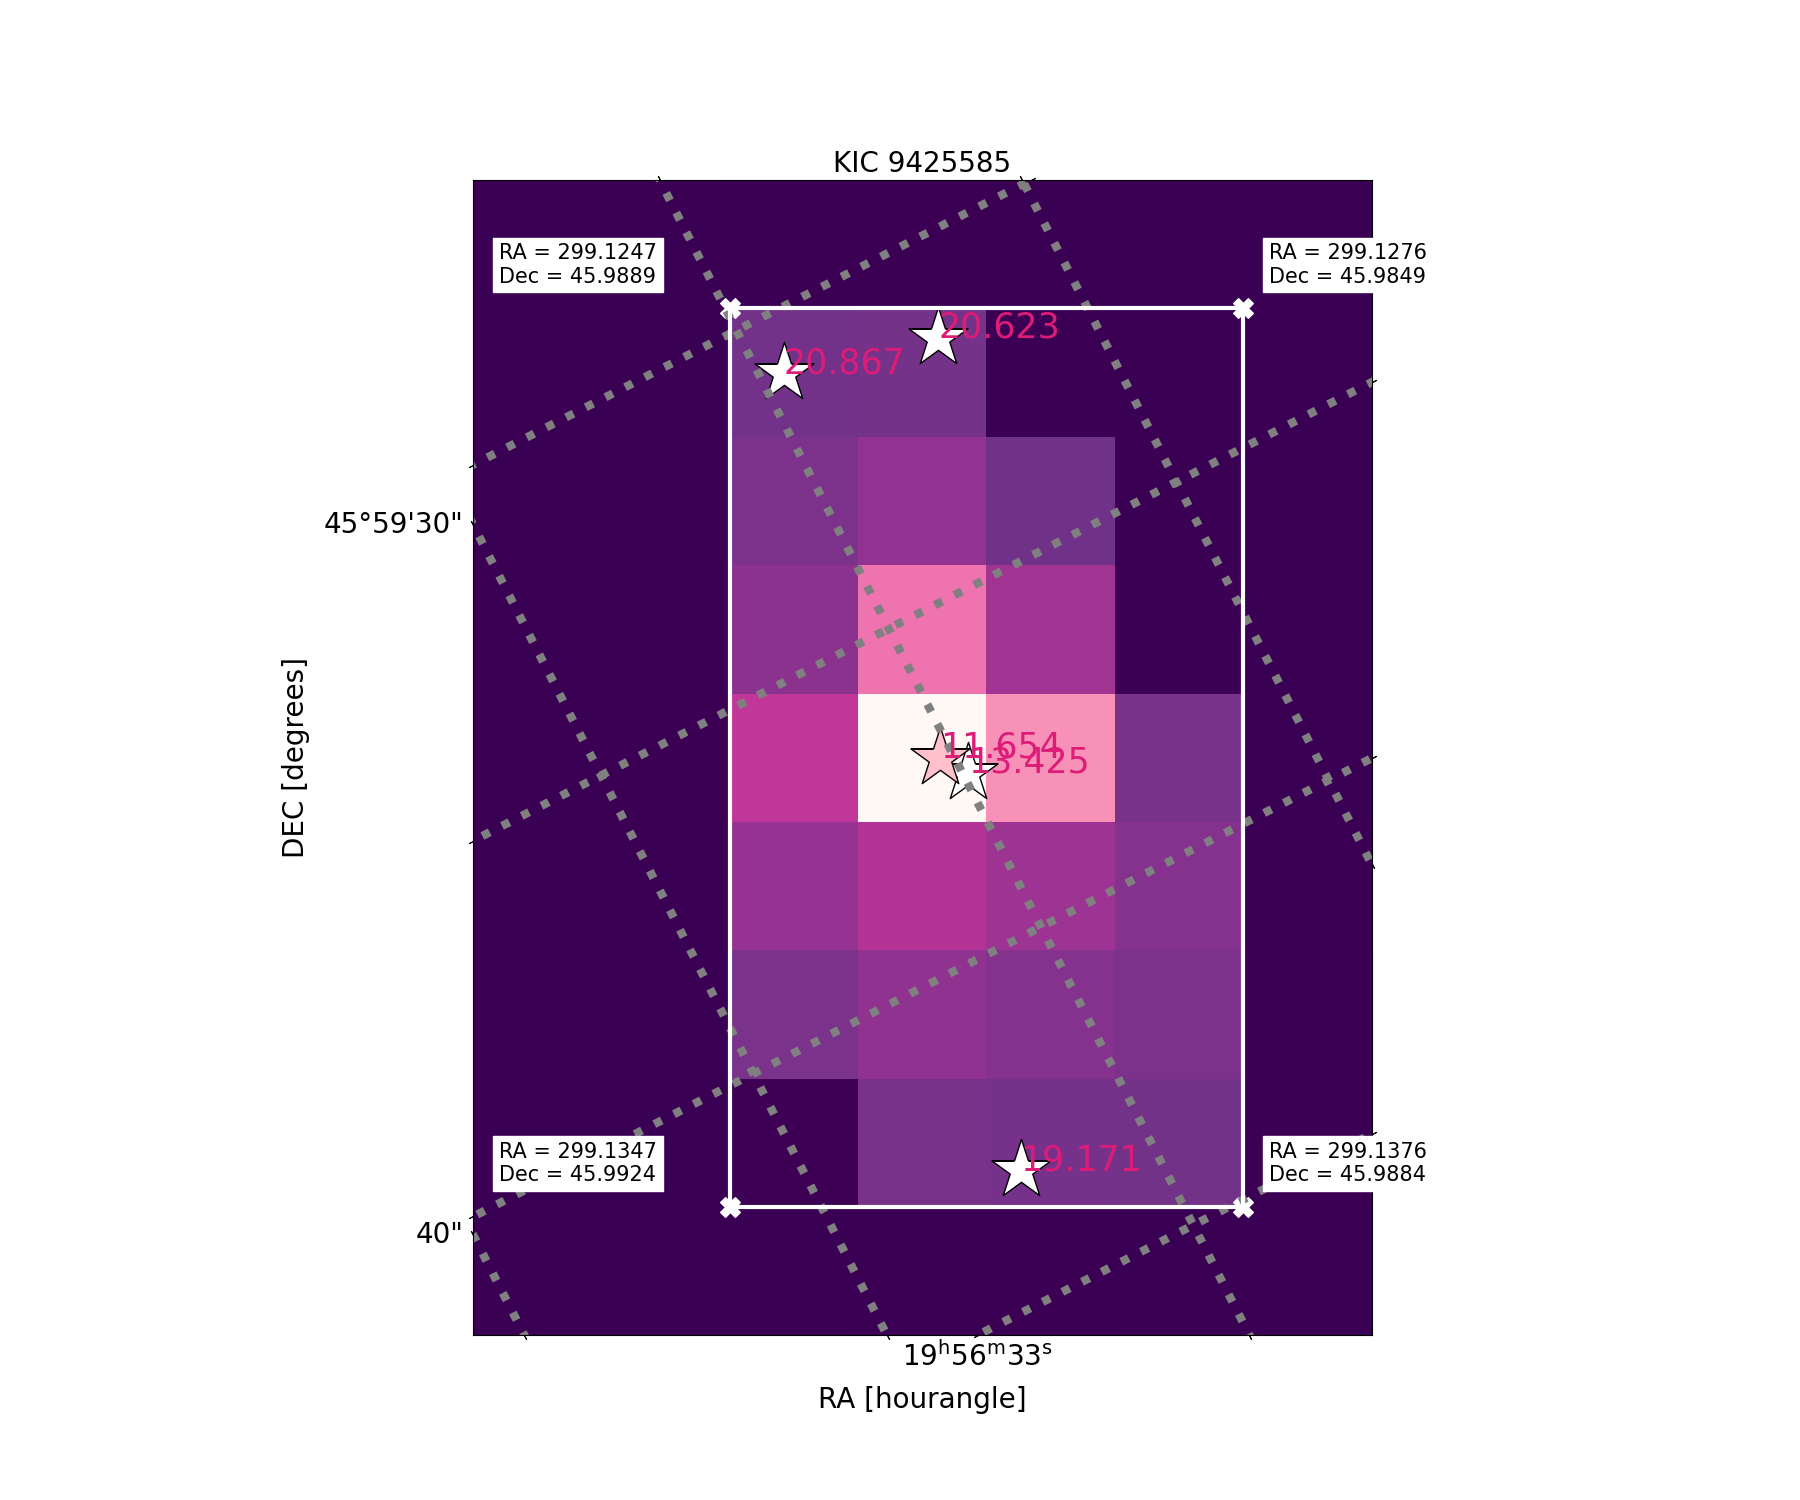 KIC 9425585
RA = 299.1247
Dec = 45.9889
RA = 299.1276
Dec = 45.9849
20.623
20.867
45°59'30"
DEC [degrees]
11.654
13.425
RA = 299.1347
Dec = 45.9924
RA = 299.1376
Dec = 45.9884
19.171
40"
19h56m33s
RA [hourangle]